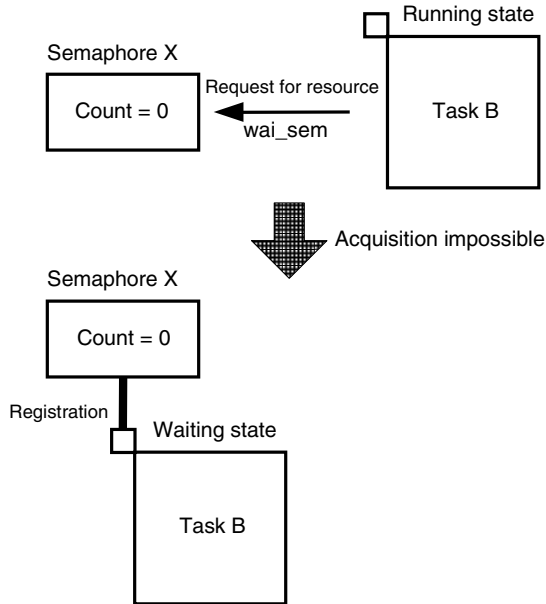 Running state
Semaphore X
Request for resource
Count = 0
Task B
wai_sem
Acquisition impossible
Semaphore X
Count = 0
Registration
Waiting state
Task B